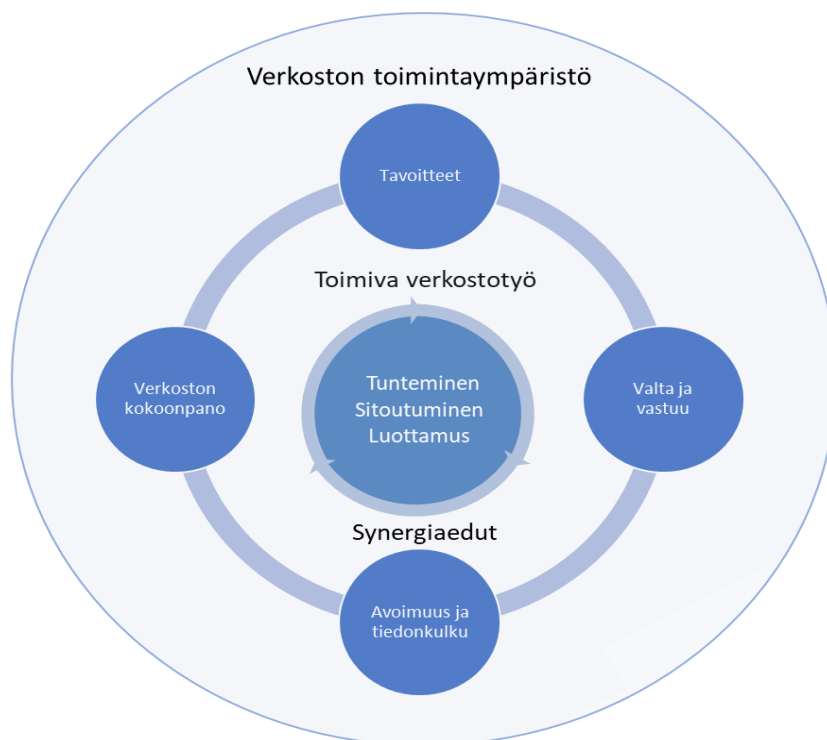 Verkoston toimintaympäristö
Tavoitteet
Toimiva verkostotyö
Verkoston
kokoonpano
Tunteminen
Sitoutuminen
Luottamus
Valta ja
vastuu
Synergiaedut
Avoimuus ja
tiedonkulku